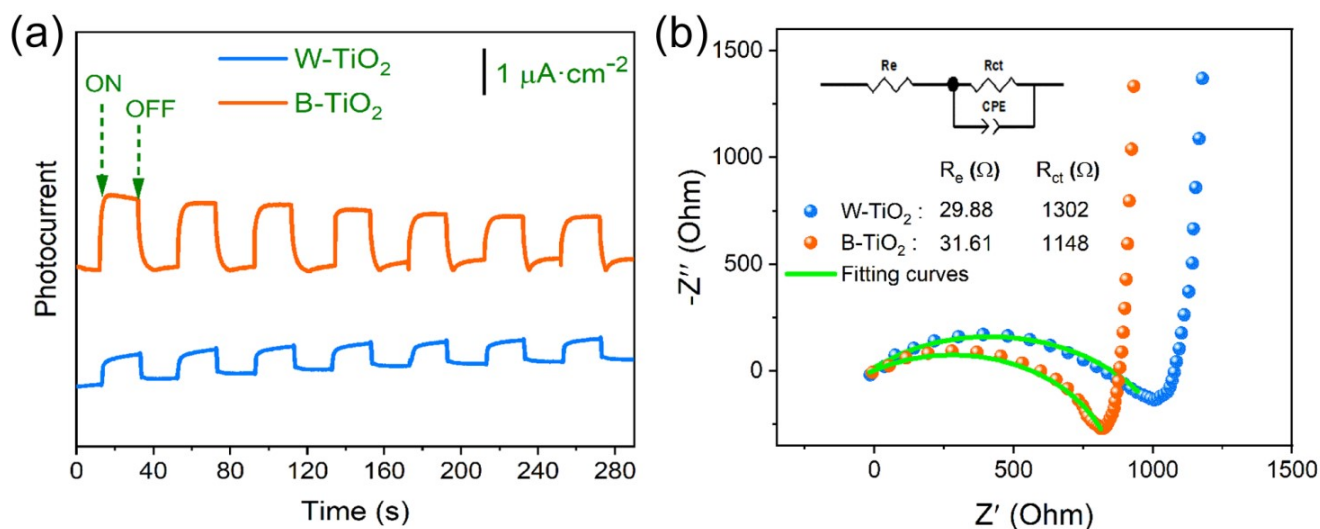 (a)
W-TiO₂
B-TiO₂
1 μA·cm⁻²
ON
OFF
Photocurrent
0 40 80 120 160 200 240 280
Time (s)
(b)
1500
1000
500
0
-Z″ (Ohm)
Re
Rct
CPE
Rₑ (Ω) R꜀ₜ (Ω)
W-TiO₂ : 29.88 1302
B-TiO₂ : 31.61 1148
Fitting curves
0 500 1000 1500
Z′ (Ohm)